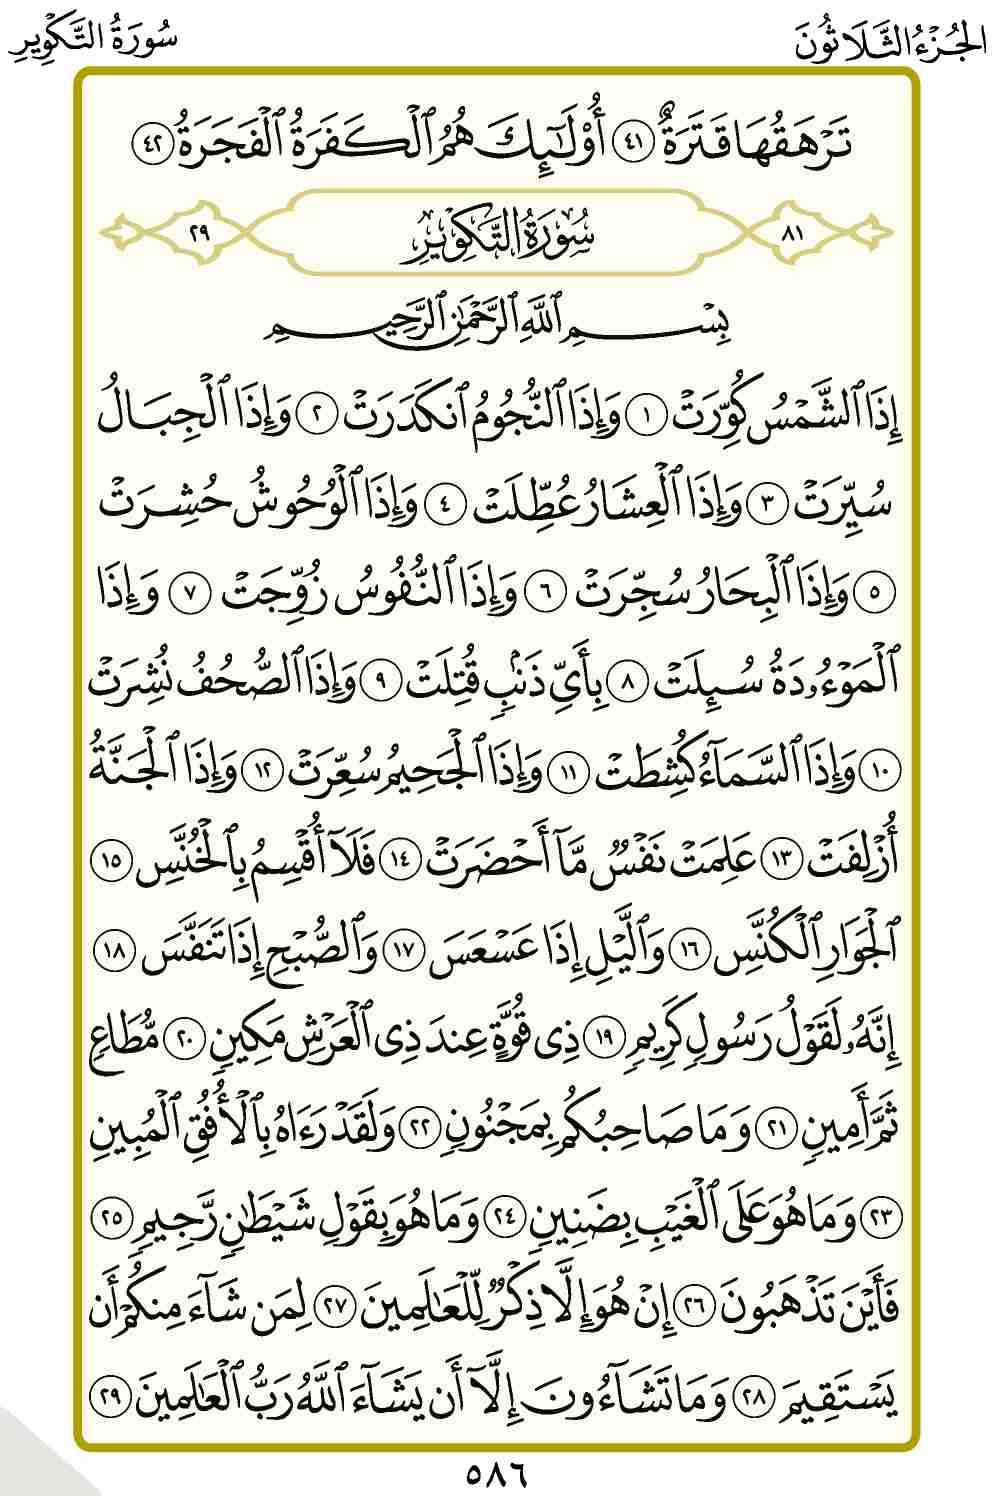 الجُزْءُ الثَّلَاثُونَ
سُورَةُ التَّكْوِيرِ
تَرْهَقُهَا قَتَرَةٌ ٤١ أُوْلَٰٓئِكَ هُمُ ٱلْكَفَرَةُ ٱلْفَجَرَةُ ٤٢
٨١ سُورَةُ التَّكْوِيرِ ٢٩
بِسْمِ ٱللَّهِ ٱلرَّحْمَٰنِ ٱلرَّحِيمِ
إِذَا ٱلشَّمْسُ كُوِّرَتْ ١ وَإِذَا ٱلنُّجُومُ ٱنكَدَرَتْ ٢ وَإِذَا ٱلْجِبَالُ
سُيِّرَتْ ٣ وَإِذَا ٱلْعِشَارُ عُطِّلَتْ ٤ وَإِذَا ٱلْوُحُوشُ حُشِرَتْ
٥ وَإِذَا ٱلْبِحَارُ سُجِّرَتْ ٦ وَإِذَا ٱلنُّفُوسُ زُوِّجَتْ ٧ وَإِذَا
ٱلْمَوْءُۥدَةُ سُئِلَتْ ٨ بِأَيِّ ذَنۢبٍ قُتِلَتْ ٩ وَإِذَا ٱلصُّحُفُ نُشِرَتْ
١٠ وَإِذَا ٱلسَّمَآءُ كُشِطَتْ ١١ وَإِذَا ٱلْجَحِيمُ سُعِّرَتْ ١٢ وَإِذَا ٱلْجَنَّةُ
أُزْلِفَتْ ١٣ عَلِمَتْ نَفْسٌ مَّآ أَحْضَرَتْ ١٤ فَلَآ أُقْسِمُ بِٱلْخُنَّسِ ١٥
ٱلْجَوَارِ ٱلْكُنَّسِ ١٦ وَٱلَّيْلِ إِذَا عَسْعَسَ ١٧ وَٱلصُّبْحِ إِذَا تَنَفَّسَ ١٨
إِنَّهُۥ لَقَوْلُ رَسُولٍ كَرِيمٍ ١٩ ذِى قُوَّةٍ عِندَ ذِى ٱلْعَرْشِ مَكِينٍ ٢٠ مُّطَاعٍ
ثَمَّ أَمِينٍ ٢١ وَمَا صَاحِبُكُم بِمَجْنُونٍ ٢٢ وَلَقَدْ رَءَاهُ بِٱلْأُفُقِ ٱلْمُبِينِ
٢٣ وَمَا هُوَ عَلَى ٱلْغَيْبِ بِضَنِينٍ ٢٤ وَمَا هُوَ بِقَوْلِ شَيْطَٰنٍ رَّجِيمٍ ٢٥
فَأَيْنَ تَذْهَبُونَ ٢٦ إِنْ هُوَ إِلَّا ذِكْرٌ لِّلْعَٰلَمِينَ ٢٧ لِمَن شَآءَ مِنكُمْ أَن
يَسْتَقِيمَ ٢٨ وَمَا تَشَآءُونَ إِلَّآ أَن يَشَآءَ ٱللَّهُ رَبُّ ٱلْعَٰلَمِينَ ٢٩
٥٨٦